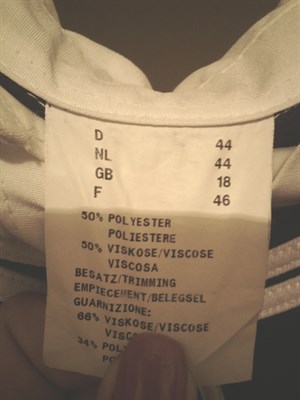 D 44
NL 44
GB 18
F 46
50% POLYESTER
POLIESTERE
50% VISKOSE/VISCOSE
VISCOSA
BESATZ/TRIMMING
EMPIECEMENT/BELEGSEL
GUARNIZIONE:
66% VISKOSE/VISCOSE
34%